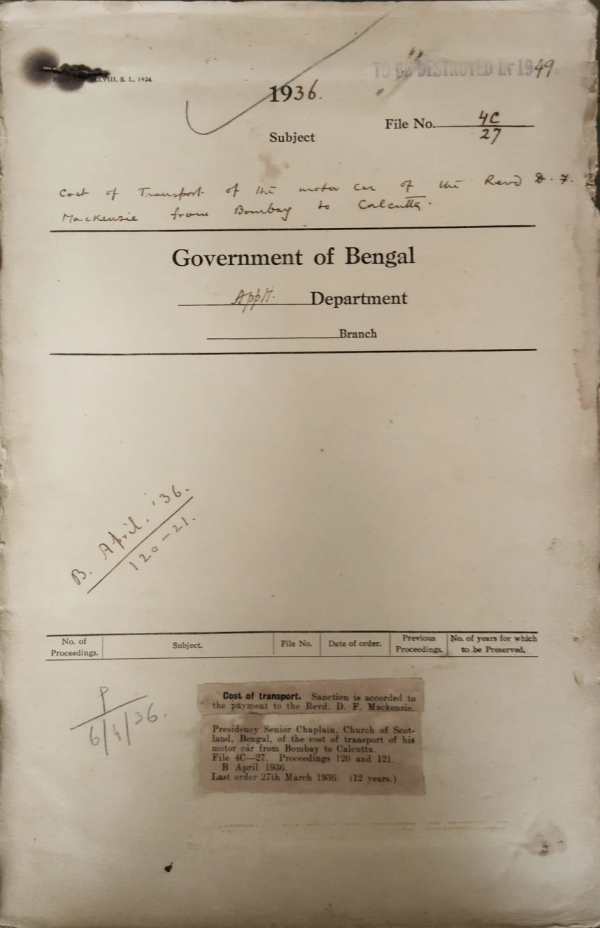 XVIII, S. I., 1934
TO BE DESTROYED IN 1949.
1936.
File No. 4C
27
Subject
Cost of Transport of the motor car of the Revd D. F.
Mackenzie from Bombay to Calcutta.
Government of Bengal
Apptt. Department
Branch
B. April, '36.
120-21.
No. of Proceedings. Subject. File No. Date of order. Previous Proceedings. No. of years for which to be Preserved.
P
6/4/36.
Cost of transport. Sanction is accorded to
the payment to the Revd. D. F. Mackenzie,
Presidency Senior Chaplain, Church of Scot-
land, Bengal, of the cost of transport of his
motor car from Bombay to Calcutta.
File 4C—27. Proceedings 120 and 121.
B April 1936.
Last order 27th March 1936. (12 years.)